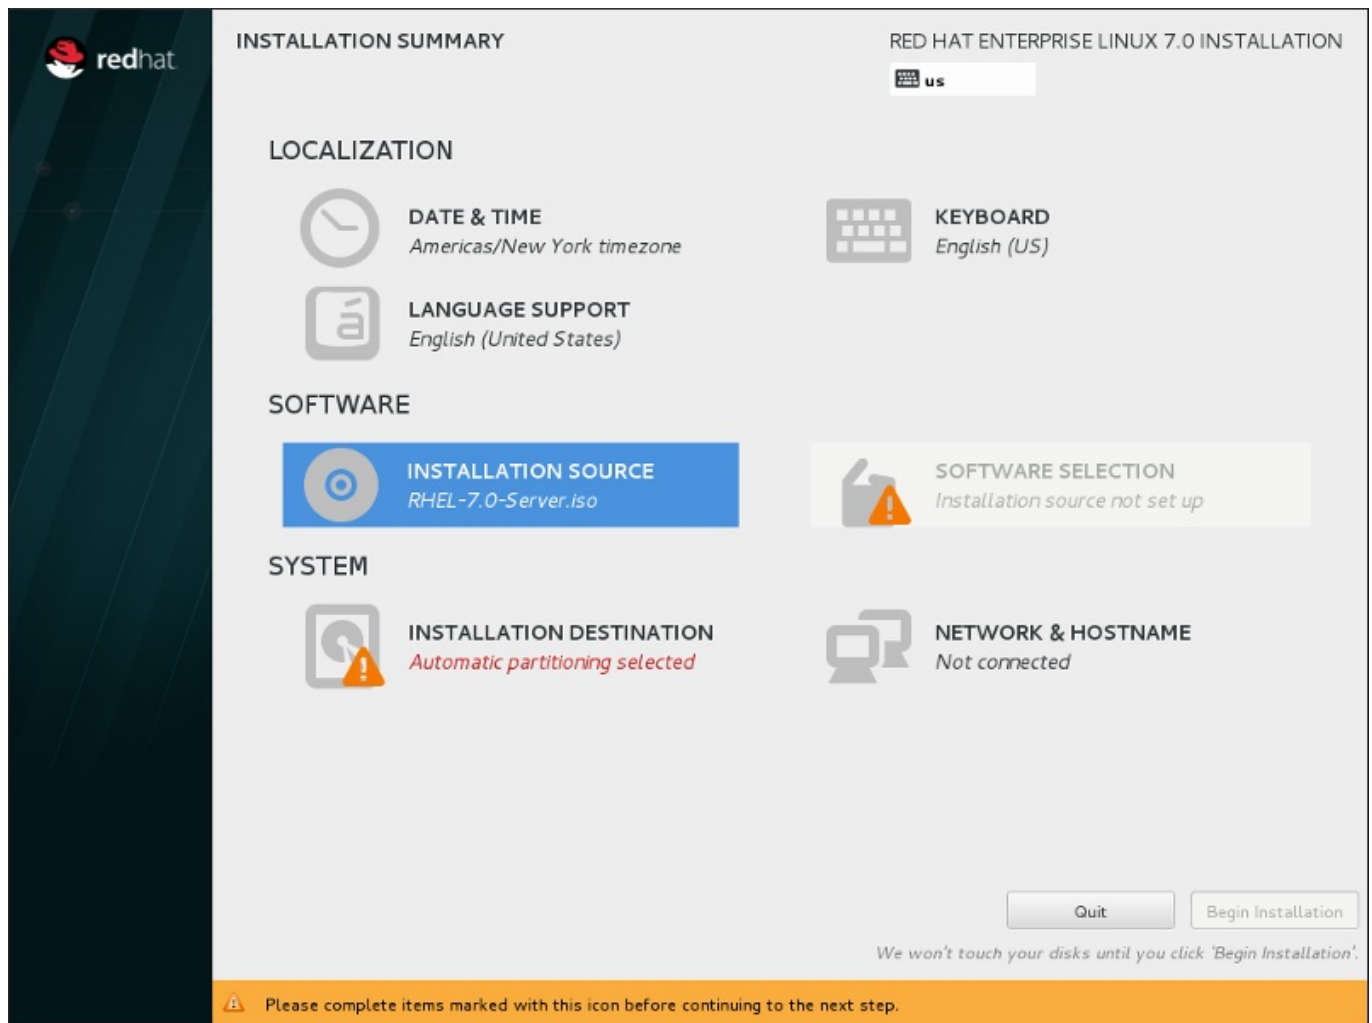 redhat
INSTALLATION SUMMARY
RED HAT ENTERPRISE LINUX 7.0 INSTALLATION
us
LOCALIZATION
DATE & TIME
Americas/New York timezone
KEYBOARD
English (US)
á
LANGUAGE SUPPORT
English (United States)
SOFTWARE
INSTALLATION SOURCE
RHEL-7.0-Server.iso
SOFTWARE SELECTION
Installation source not set up
SYSTEM
INSTALLATION DESTINATION
Automatic partitioning selected
NETWORK & HOSTNAME
Not connected
Quit
Begin Installation
We won't touch your disks until you click 'Begin Installation'.
Please complete items marked with this icon before continuing to the next step.